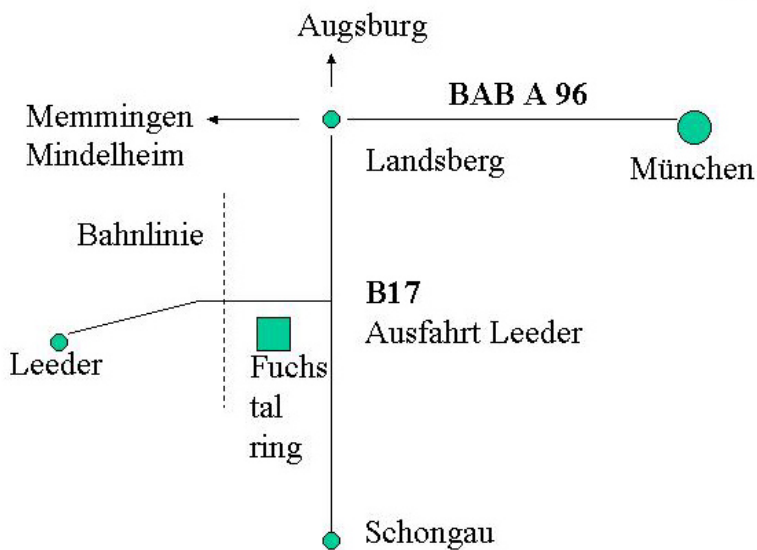 Augsburg
BAB A 96
Memmingen
Mindelheim
Landsberg
München
Bahnlinie
B17
Ausfahrt Leeder
Leeder
Fuchs
tal
ring
Schongau